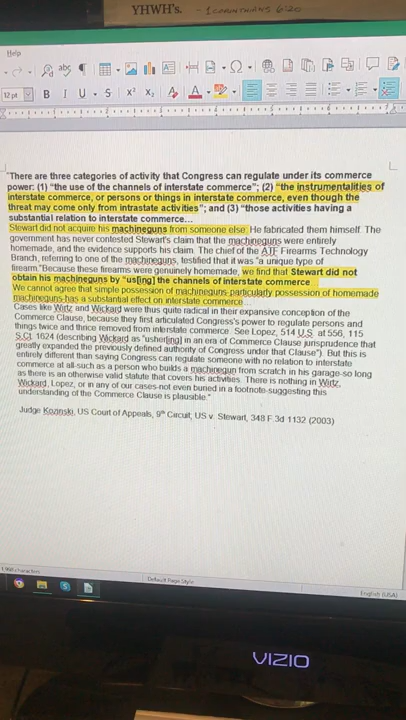 YHWH's. - 1 CORINTHIANS 6:20
Help
12 pt
"There are three categories of activity that Congress can regulate under its commerce
power: (1) "the use of the channels of interstate commerce"; (2) "the instrumentalities of
interstate commerce, or persons or things in interstate commerce, even though the
threat may come only from intrastate activities"; and (3) "those activities having a
substantial relation to interstate commerce...
Stewart did not acquire his machineguns from someone else: He fabricated them himself. The
government has never contested Stewart's claim that the machineguns were entirely
homemade, and the evidence supports his claim. The chief of the ATF Firearms Technology
Branch, referring to one of the machineguns, testified that it was "a unique type of
firearm."Because these firearms were genuinely homemade, we find that Stewart did not
obtain his machineguns by "us[ing] the channels of interstate commerce
We cannot agree that simple possession of machineguns-particularly possession of homemade
machineguns-has a substantial effect on interstate commerce...
Cases like Wirtz and Wickard were thus quite radical in their expansive conception of the
Commerce Clause, because they first articulated Congress's power to regulate persons and
things twice and thrice removed from interstate commerce. See Lopez, 514 U.S. at 556, 115
S.Ct. 1624 (describing Wickard as "usher[ing] in an era of Commerce Clause jurisprudence that
greatly expanded the previously defined authority of Congress under that Clause"). But this is
entirely different than saying Congress can regulate someone with no relation to interstate
commerce at all-such as a person who builds a machinegun from scratch in his garage-so long
as there is an otherwise valid statute that covers his activities. There is nothing in Wirtz,
Wickard, Lopez, or in any of our cases-not even buried in a footnote-suggesting this
understanding of the Commerce Clause is plausible."
Judge Kozinski, US Court of Appeals, 9th Circuit, US v. Stewart, 348 F.3d 1132 (2003)
characters
Default Page Style
English (USA)
VIZIO